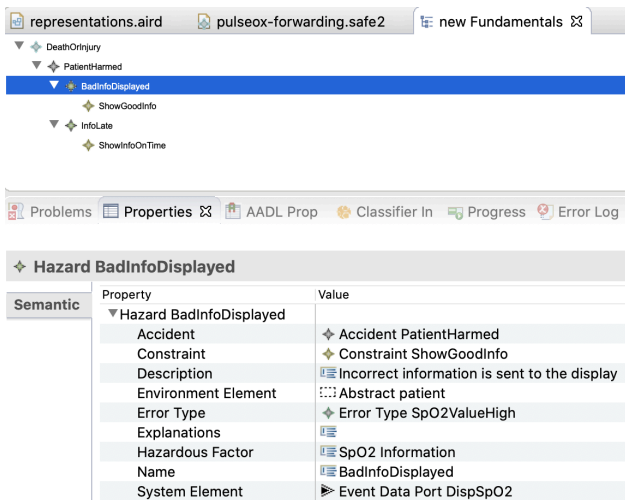 representations.aird pulseox-forwarding.safe2 new Fundamentals
DeathOrInjury
PatientHarmed
BadInfoDisplayed
ShowGoodInfo
InfoLate
ShowInfoOnTime
Problems Properties AADL Prop Classifier In Progress Error Log
Hazard BadInfoDisplayed
Semantic
Property Value
Hazard BadInfoDisplayed
Accident Accident PatientHarmed
Constraint Constraint ShowGoodInfo
Description Incorrect information is sent to the display
Environment Element Abstract patient
Error Type Error Type SpO2ValueHigh
Explanations
Hazardous Factor SpO2 Information
Name BadInfoDisplayed
System Element Event Data Port DispSpO2